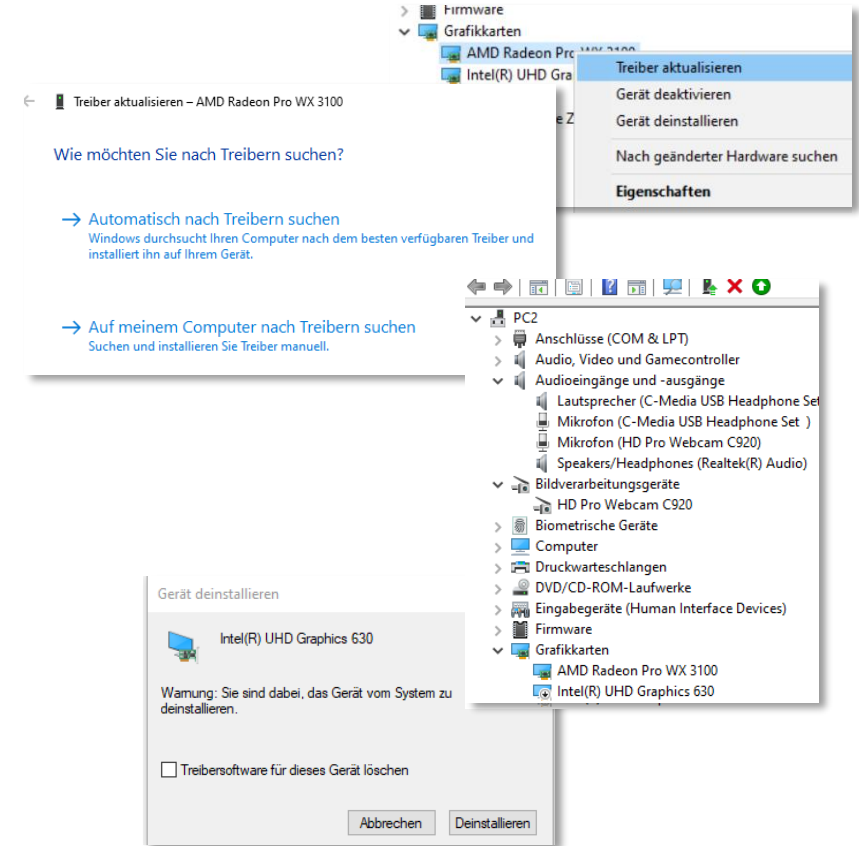 Firmware
Grafikkarten
AMD Radeon Pro WX 3100
Intel(R) UHD Gra
Treiber aktualisieren
Gerät deaktivieren
Gerät deinstallieren
Nach geänderter Hardware suchen
Eigenschaften
e Z
Treiber aktualisieren – AMD Radeon Pro WX 3100
Wie möchten Sie nach Treibern suchen?
Automatisch nach Treibern suchen
Windows durchsucht Ihren Computer nach dem besten verfügbaren Treiber und
installiert ihn auf Ihrem Gerät.
Auf meinem Computer nach Treibern suchen
Suchen und installieren Sie Treiber manuell.
PC2
Anschlüsse (COM & LPT)
Audio, Video und Gamecontroller
Audioeingänge und -ausgänge
Lautsprecher (C-Media USB Headphone Set
Mikrofon (C-Media USB Headphone Set )
Mikrofon (HD Pro Webcam C920)
Speakers/Headphones (Realtek(R) Audio)
Bildverarbeitungsgeräte
HD Pro Webcam C920
Biometrische Geräte
Computer
Druckwarteschlangen
DVD/CD-ROM-Laufwerke
Eingabegeräte (Human Interface Devices)
Firmware
Grafikkarten
AMD Radeon Pro WX 3100
Intel(R) UHD Graphics 630
Gerät deinstallieren
Intel(R) UHD Graphics 630
Warnung: Sie sind dabei, das Gerät vom System zu
deinstallieren.
Treibersoftware für dieses Gerät löschen
Abbrechen
Deinstallieren